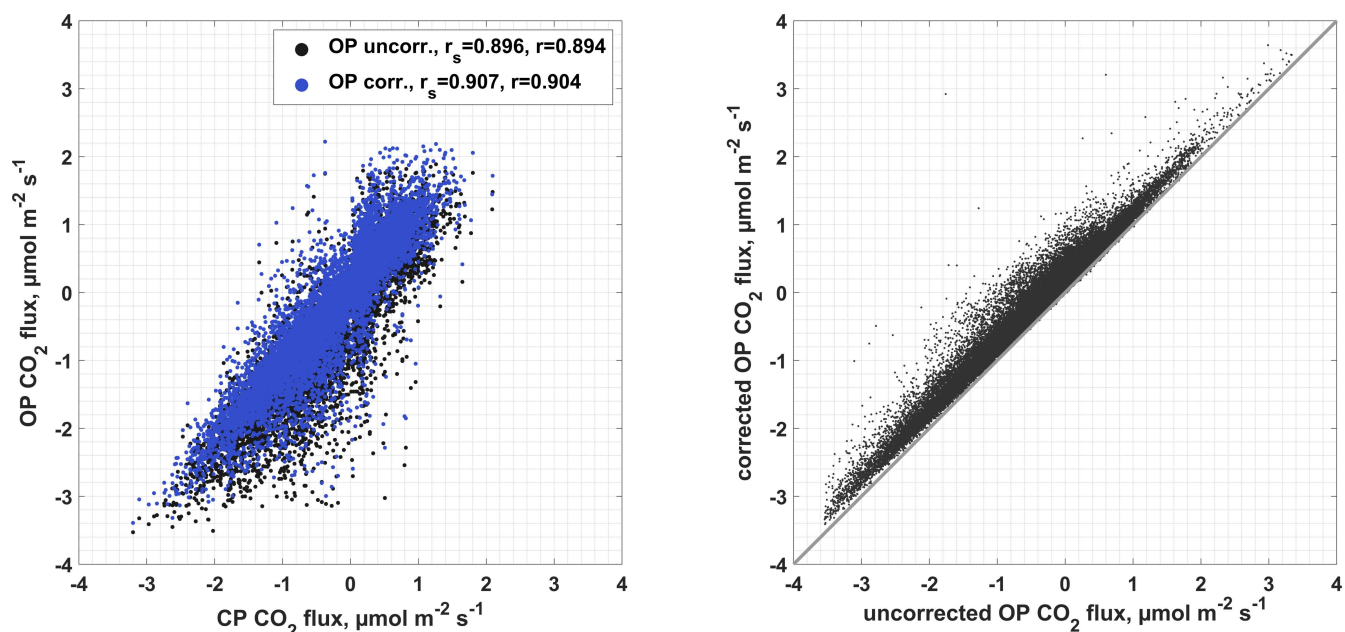 OP uncorr., rₛ=0.896, r=0.894
OP corr., rₛ=0.907, r=0.904
4
3
2
1
0
-1
-2
-3
-4
-4 -3 -2 -1 0 1 2 3 4
OP CO₂ flux, µmol m⁻² s⁻¹
CP CO₂ flux, µmol m⁻² s⁻¹
4
3
2
1
0
-1
-2
-3
-4
-4 -3 -2 -1 0 1 2 3 4
corrected OP CO₂ flux, µmol m⁻² s⁻¹
uncorrected OP CO₂ flux, µmol m⁻² s⁻¹